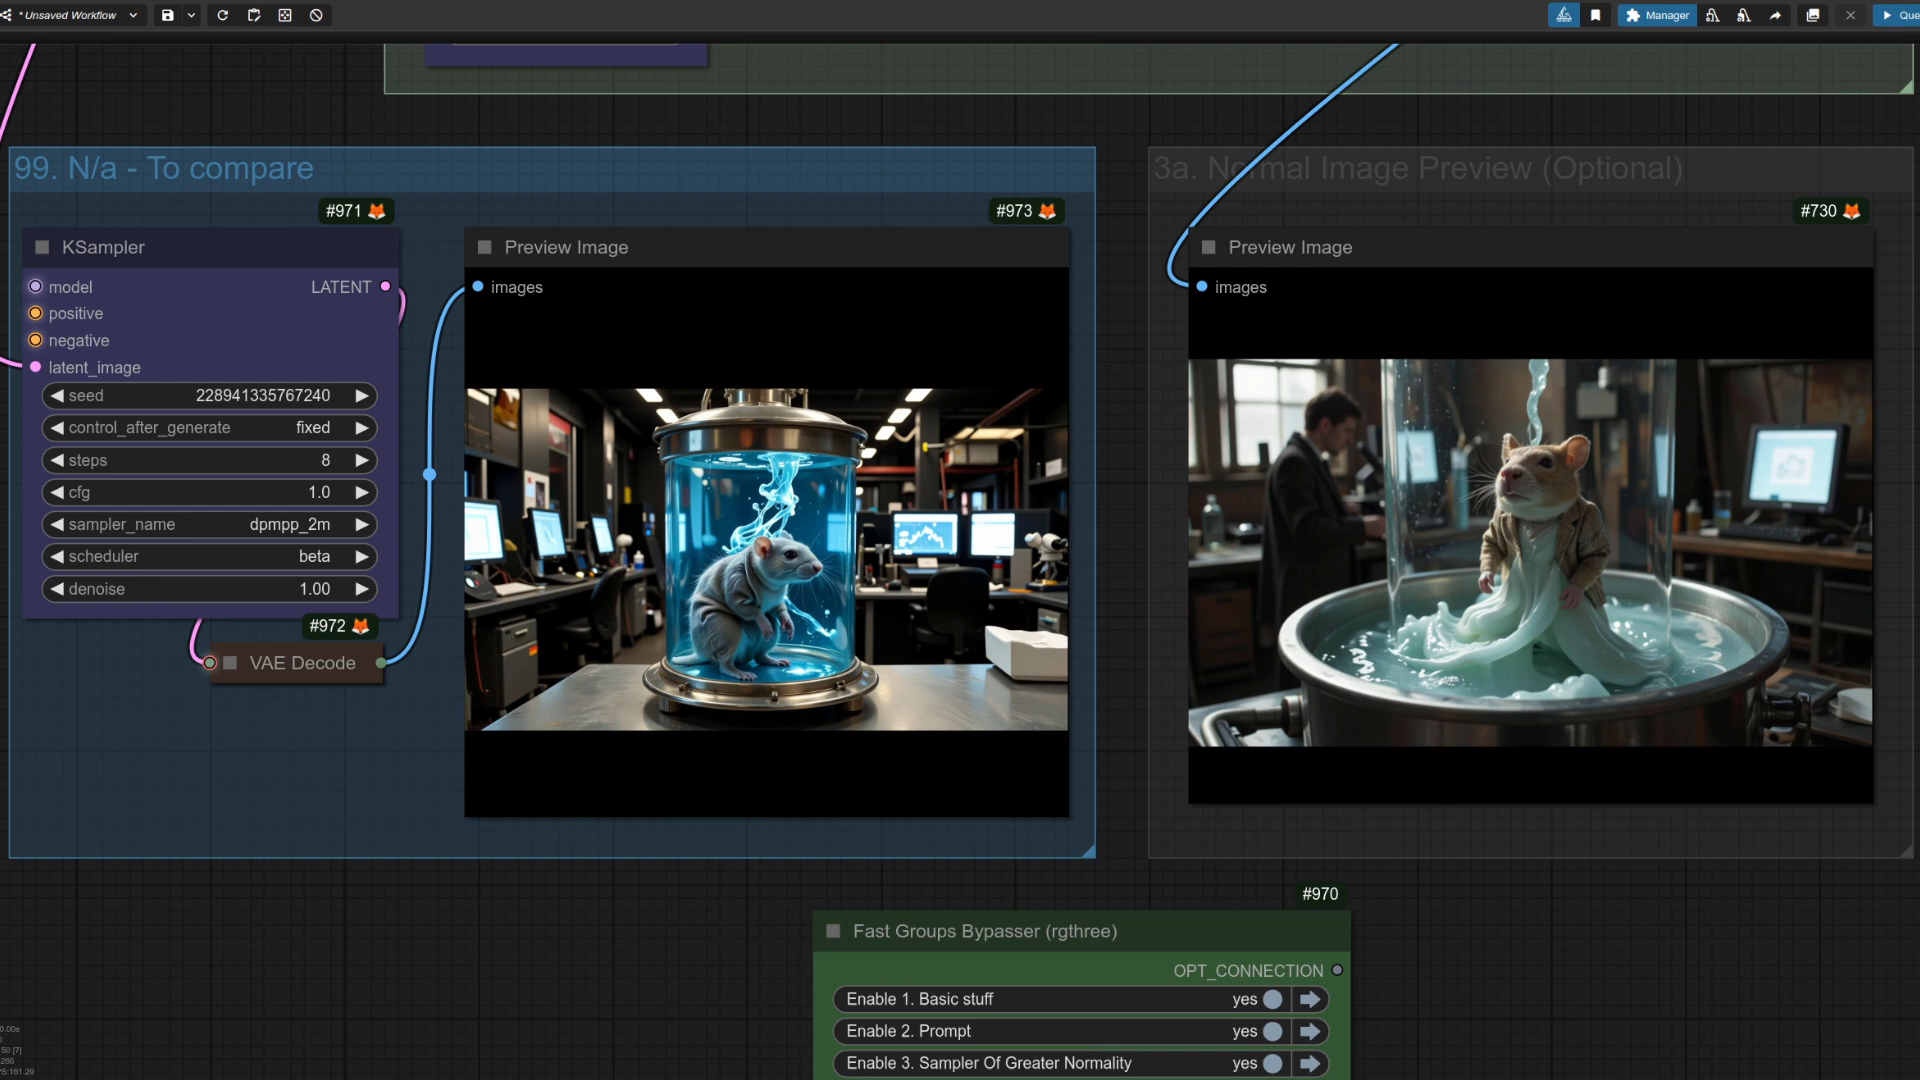 *Unsaved Workflow
Manager
Que
99. N/a - To compare
3a. Normal Image Preview (Optional)
#971
#973
#730
KSampler
Preview Image
Preview Image
model
LATENT
images
images
positive
negative
latent_image
seed 228941335767240
control_after_generate fixed
steps 8
cfg 1.0
sampler_name dpmpp_2m
scheduler beta
denoise 1.00
#972
VAE Decode
#970
Fast Groups Bypasser (rgthree)
OPT_CONNECTION
Enable 1. Basic stuff yes
Enable 2. Prompt yes
Enable 3. Sampler Of Greater Normality yes